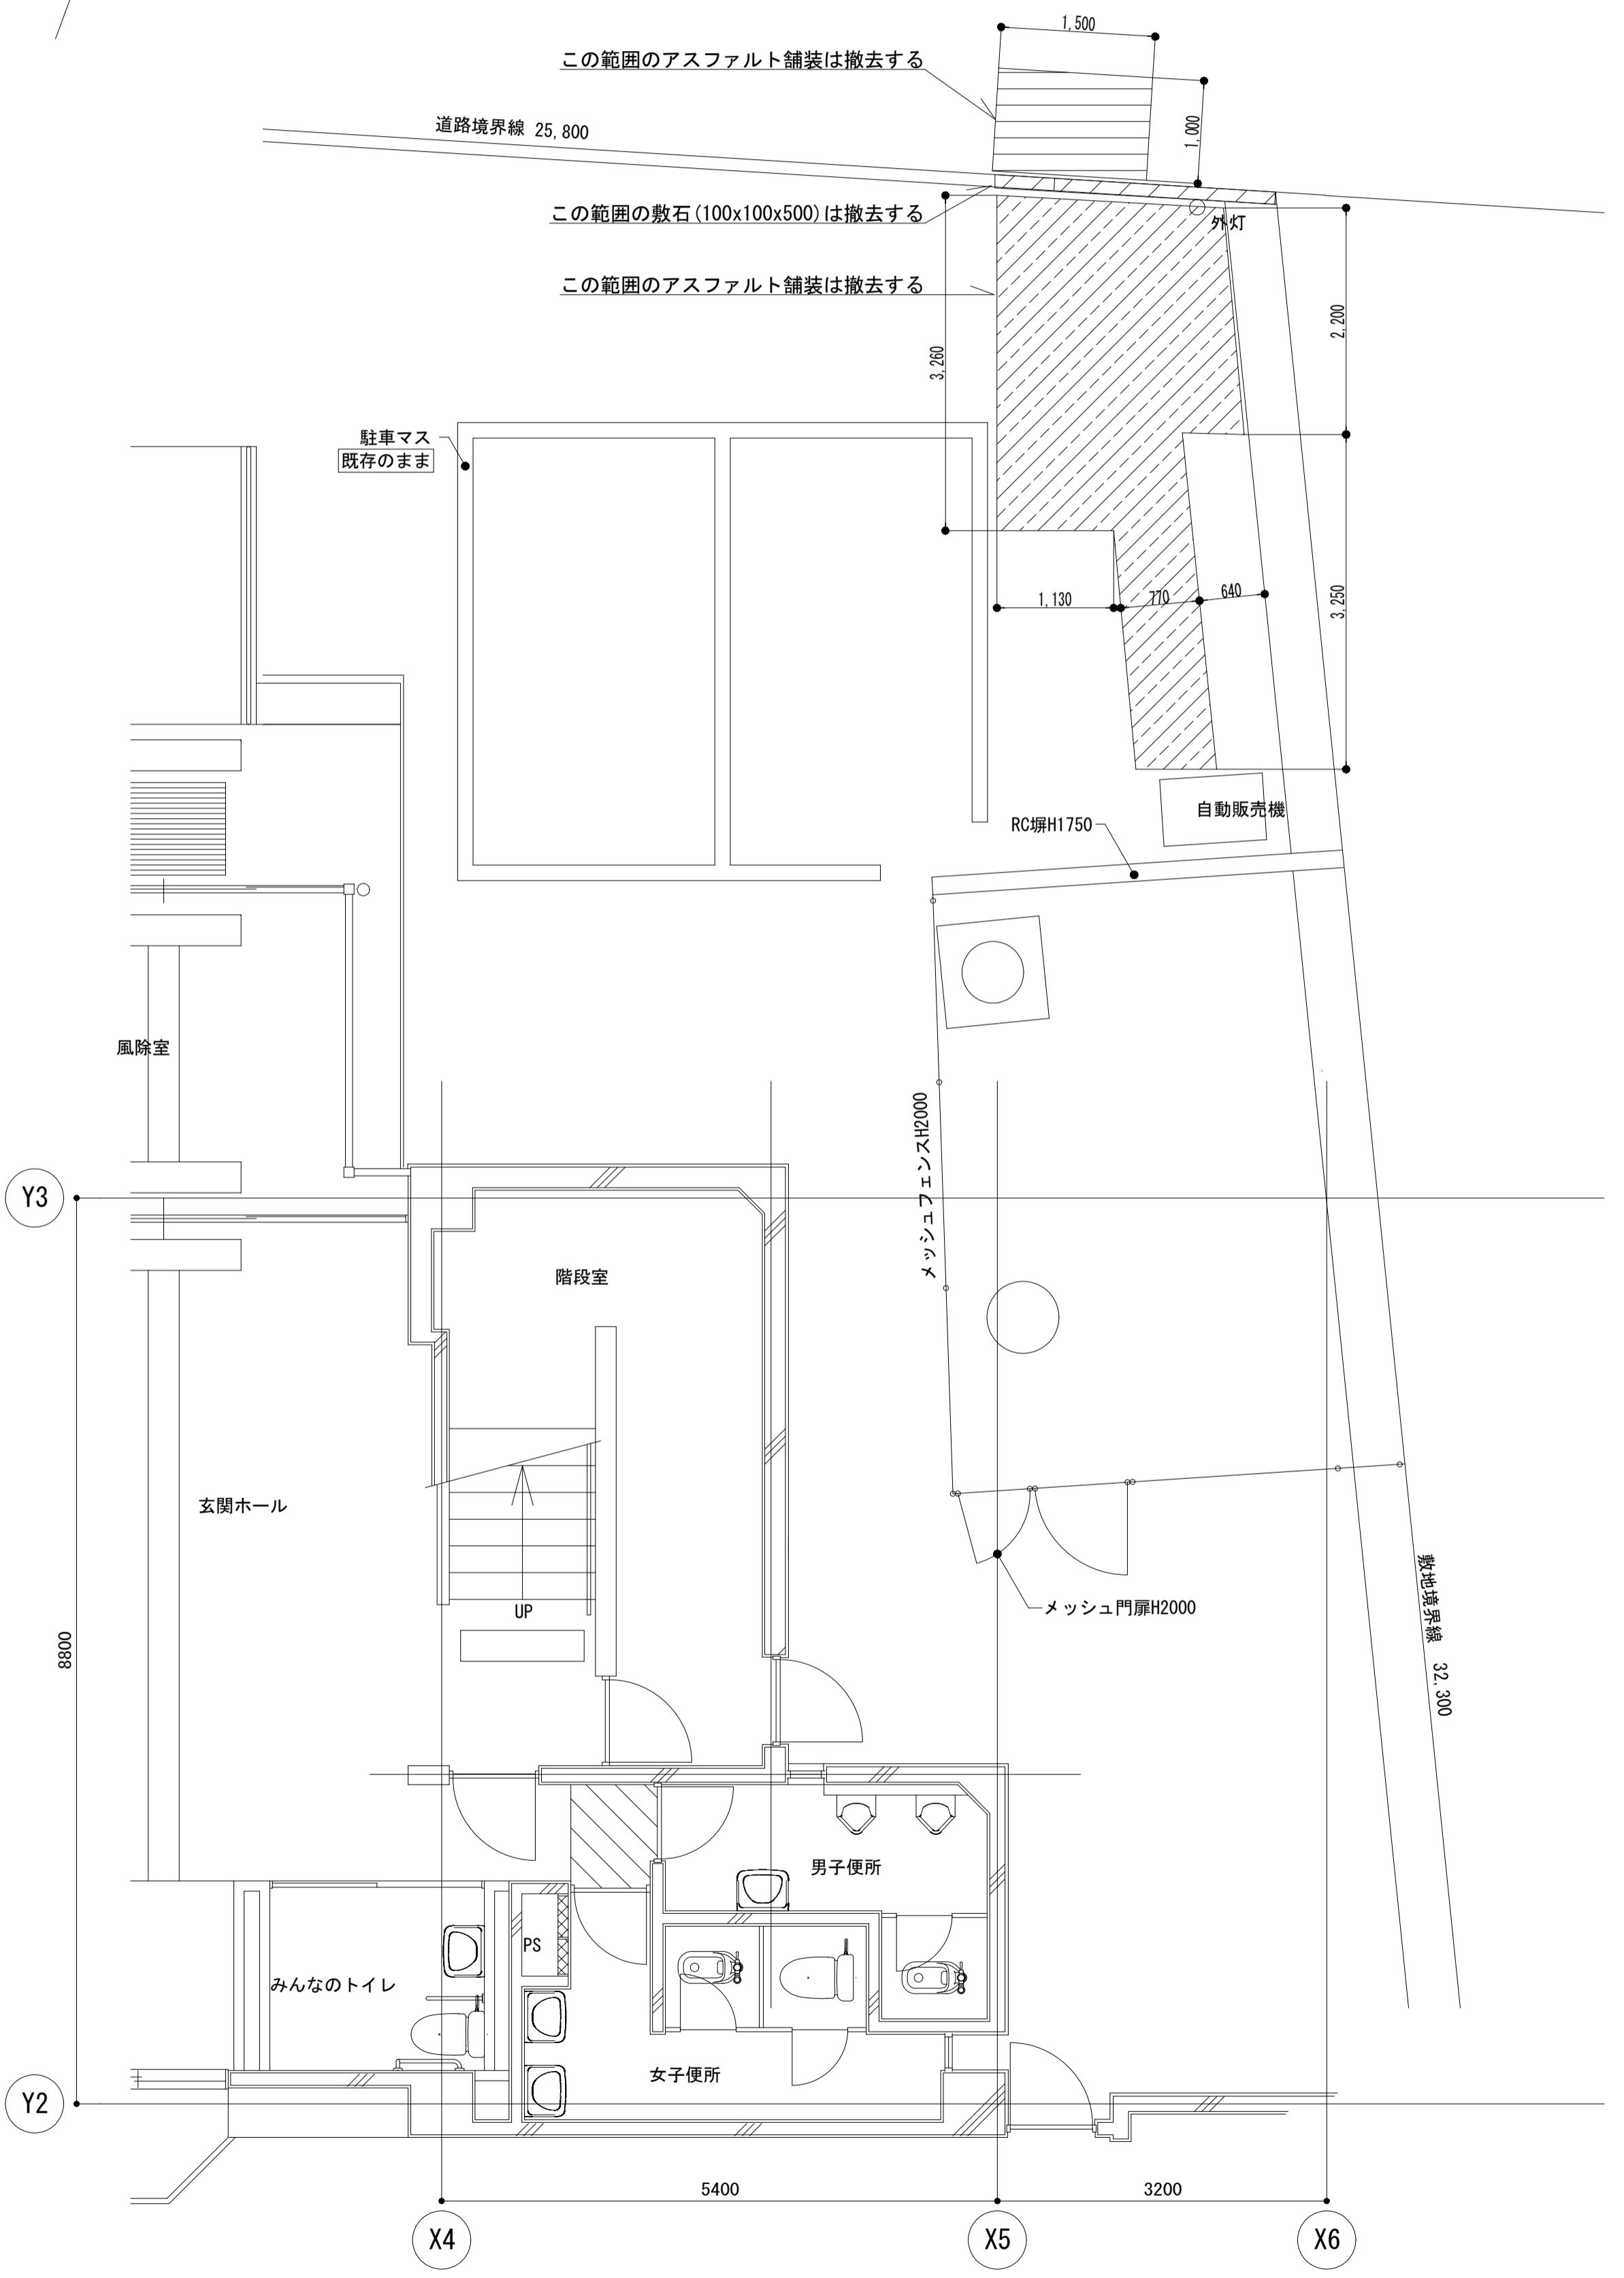 1,500
この範囲のアスファルト舗装は撤去する
1,000
道路境界線 25,800
この範囲の敷石(100x100x500)は撤去する
外灯
この範囲のアスファルト舗装は撤去する
2,200
3,260
駐車マス
既存のまま
1,130
770
640
3,250
自動販売機
RC塀H1750
風除室
メッシュフェンスH2000
Y3
階段室
玄関ホール
UP
メッシュ門扉H2000
敷地境界線 32,300
8800
男子便所
PS
みんなのトイレ
女子便所
Y2
5400
3200
X4
X5
X6